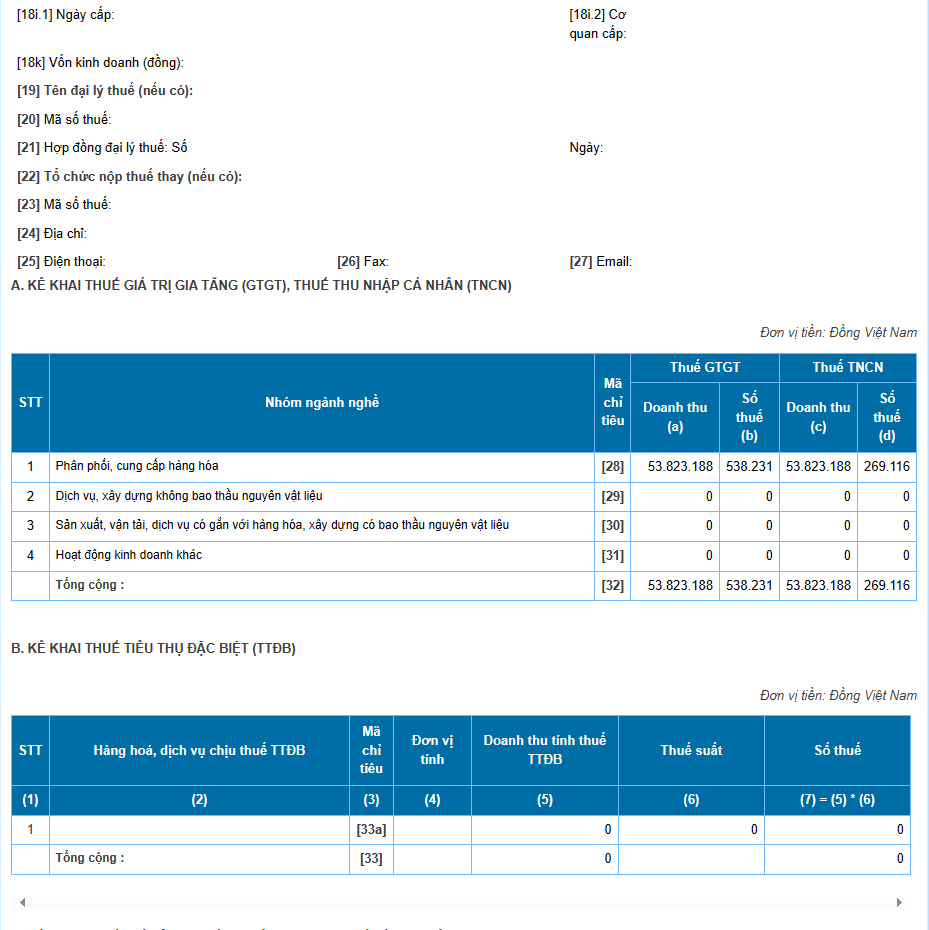 [18i.1] Ngày cấp: [18i.2] Cơ quan cấp:
[18k] Vốn kinh doanh (đồng):
[19] Tên đại lý thuế (nếu có):
[20] Mã số thuế:
[21] Hợp đồng đại lý thuế: Số Ngày:
[22] Tổ chức nộp thuế thay (nếu có):
[23] Mã số thuế:
[24] Địa chỉ:
[25] Điện thoại: [26] Fax: [27] Email:
A. KÊ KHAI THUẾ GIÁ TRỊ GIA TĂNG (GTGT), THUẾ THU NHẬP CÁ NHÂN (TNCN)
Đơn vị tiền: Đồng Việt Nam
STT Nhóm ngành nghề Mã chỉ tiêu Thuế GTGT Thuế TNCN
Doanh thu (a) Số thuế (b) Doanh thu (c) Số thuế (d)
1 Phân phối, cung cấp hàng hóa [28] 53.823.188 538.231 53.823.188 269.116
2 Dịch vụ, xây dựng không bao thầu nguyên vật liệu [29] 0 0 0 0
3 Sản xuất, vận tải, dịch vụ có gắn với hàng hóa, xây dựng có bao thầu nguyên vật liệu [30] 0 0 0 0
4 Hoạt động kinh doanh khác [31] 0 0 0 0
Tổng cộng : [32] 53.823.188 538.231 53.823.188 269.116
B. KÊ KHAI THUẾ TIÊU THỤ ĐẶC BIỆT (TTĐB)
Đơn vị tiền: Đồng Việt Nam
STT Hàng hoá, dịch vụ chịu thuế TTĐB Mã chỉ tiêu Đơn vị tính Doanh thu tính thuế TTĐB Thuế suất Số thuế
(1) (2) (3) (4) (5) (6) (7) = (5) * (6)
1 [33a] 0 0 0
Tổng cộng : [33] 0 0